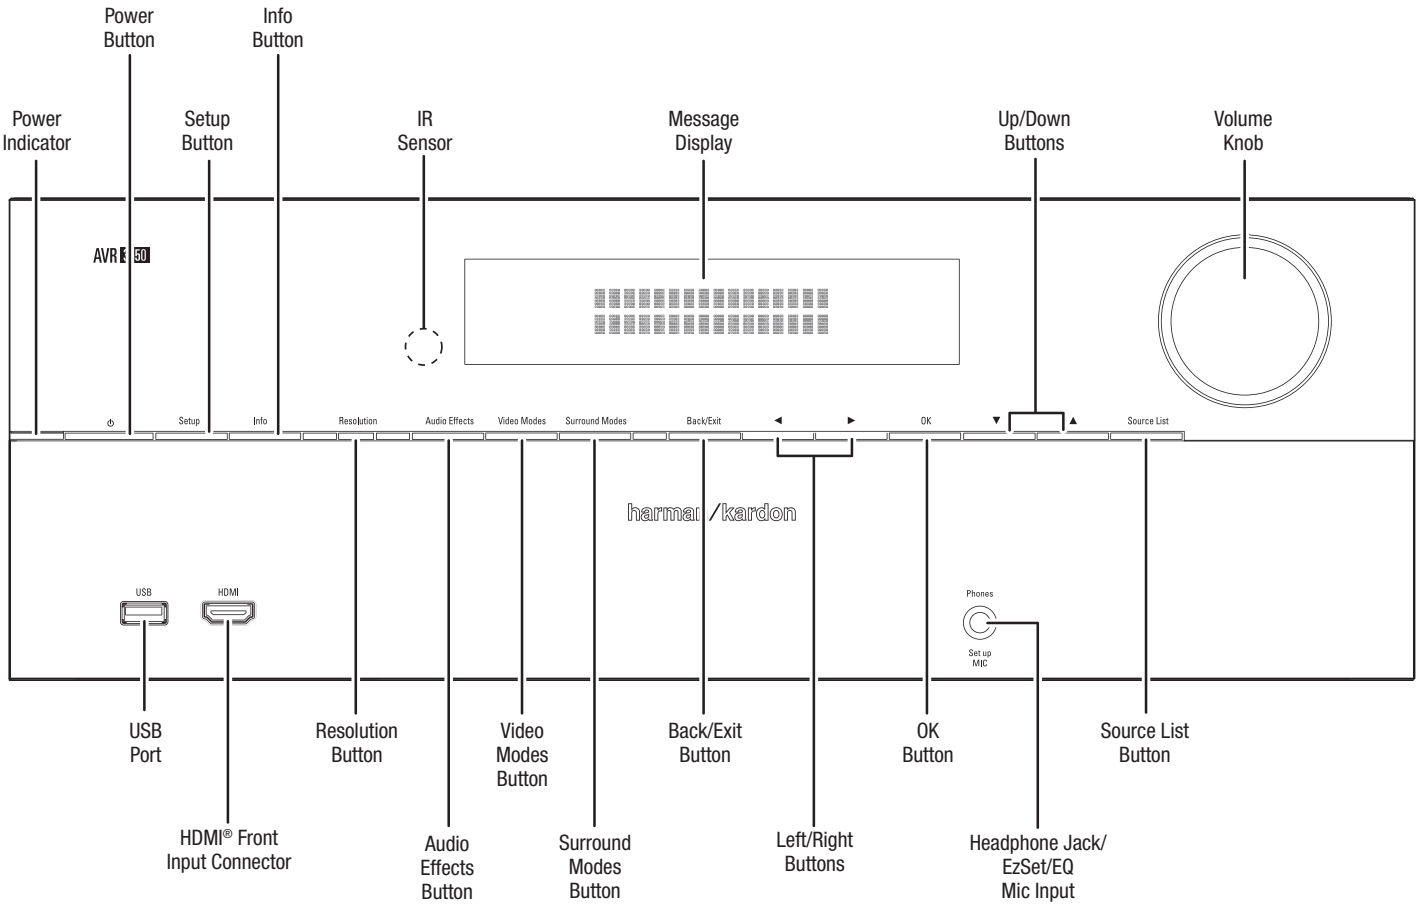 Power
Button
Info
Button
Power
Indicator
Setup
Button
IR
Sensor
Message
Display
Up/Down
Buttons
Volume
Knob
AVR
Setup
Info
Resolution
Audio Effects
Video Modes
Surround Modes
Back/Exit
◄
►
OK
▼
▲
Source List
harman/kardon
USB
HDMI
Phones
Set up
MIC
USB
Port
Resolution
Button
Video
Modes
Button
Back/Exit
Button
OK
Button
Source List
Button
HDMI® Front
Input Connector
Audio
Effects
Button
Surround
Modes
Button
Left/Right
Buttons
Headphone Jack/
EzSet/EQ
Mic Input